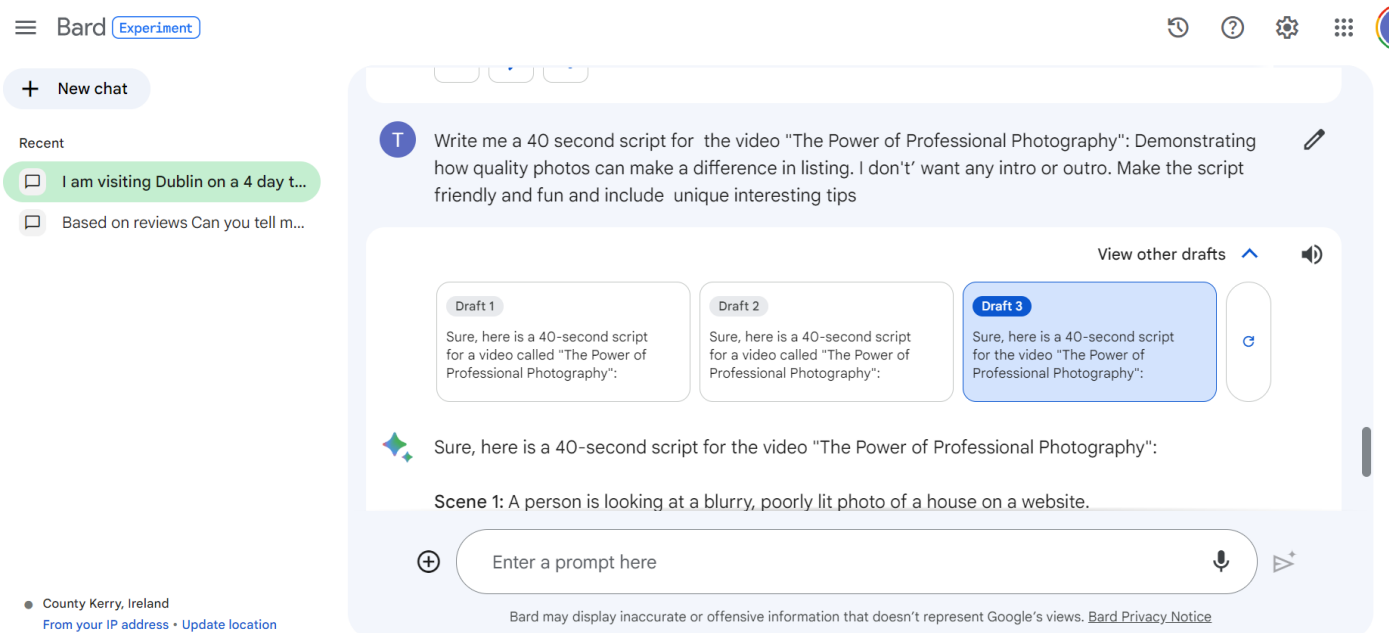 Bard Experiment
New chat
Recent
I am visiting Dublin on a 4 day t...
Based on reviews Can you tell m...
County Kerry, Ireland
From your IP address • Update location
T
Write me a 40 second script for  the video "The Power of Professional Photography": Demonstrating
how quality photos can make a difference in listing. I don't’ want any intro or outro. Make the script
friendly and fun and include  unique interesting tips
View other drafts
Draft 1
Sure, here is a 40-second script
for a video called "The Power of
Professional Photography":
Draft 2
Sure, here is a 40-second script
for a video called "The Power of
Professional Photography":
Draft 3
Sure, here is a 40-second script
for the video "The Power of
Professional Photography":
Sure, here is a 40-second script for the video "The Power of Professional Photography":
Scene 1: A person is looking at a blurry, poorly lit photo of a house on a website.
Enter a prompt here
Bard may display inaccurate or offensive information that doesn’t represent Google’s views. Bard Privacy Notice